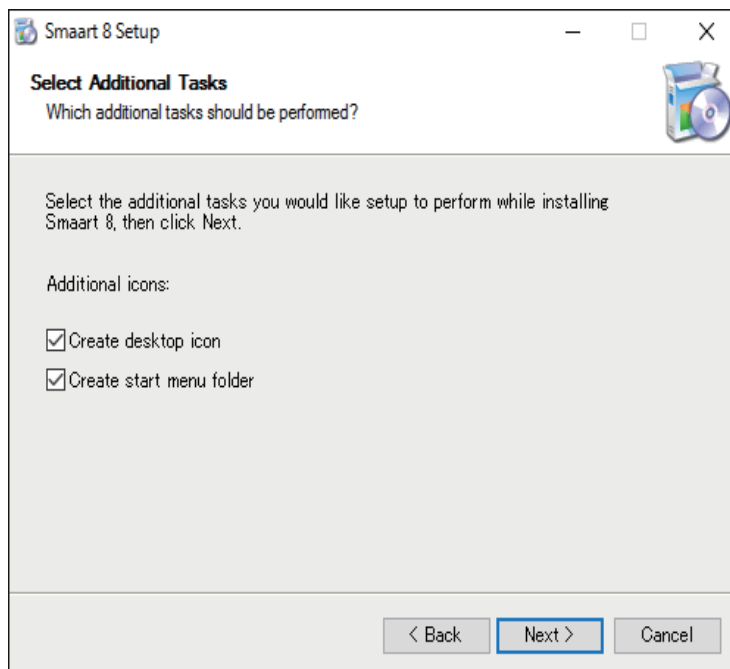 Smaart 8 Setup
Select Additional Tasks
Which additional tasks should be performed?
Select the additional tasks you would like setup to perform while installing
Smaart 8, then click Next.
Additional icons:
Create desktop icon
Create start menu folder
< Back
Next >
Cancel